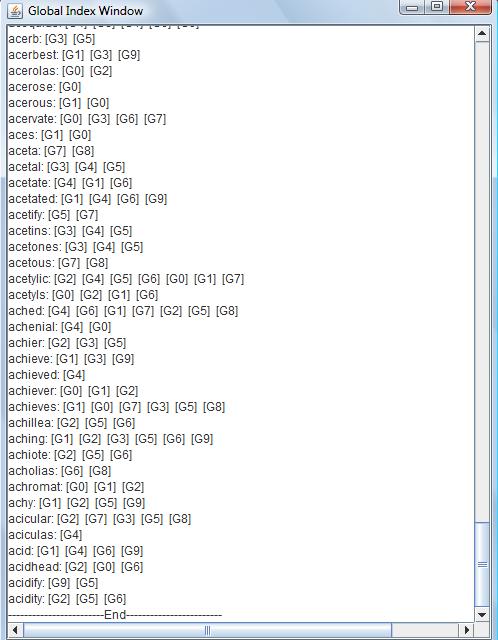 Global Index Window
acerb: [G3] [G5]
acerbest: [G1] [G3] [G9]
acerolas: [G0] [G2]
acerose: [G0]
acerous: [G1] [G0]
acervate: [G0] [G3] [G6] [G7]
aces: [G1] [G0]
aceta: [G7] [G8]
acetal: [G3] [G4] [G5]
acetate: [G4] [G1] [G6]
acetated: [G1] [G4] [G6] [G9]
acetify: [G5] [G7]
acetins: [G3] [G4] [G5]
acetones: [G3] [G4] [G5]
acetous: [G7] [G8]
acetylic: [G2] [G4] [G5] [G6] [G0] [G1] [G7]
acetyls: [G0] [G2] [G1] [G6]
ached: [G4] [G6] [G1] [G7] [G2] [G5] [G8]
achenial: [G4] [G0]
achier: [G2] [G3] [G5]
achieve: [G1] [G3] [G9]
achieved: [G4]
achiever: [G0] [G1] [G2]
achieves: [G1] [G0] [G7] [G3] [G5] [G8]
achillea: [G2] [G5] [G6]
aching: [G1] [G2] [G3] [G5] [G6] [G9]
achiote: [G2] [G5] [G6]
acholias: [G6] [G8]
achromat: [G0] [G1] [G2]
achy: [G1] [G2] [G5] [G9]
acicular: [G2] [G7] [G3] [G5] [G8]
aciculas: [G4]
acid: [G1] [G4] [G6] [G9]
acidhead: [G2] [G0] [G6]
acidify: [G9] [G5]
acidity: [G2] [G5] [G6]
------------------------End------------------------